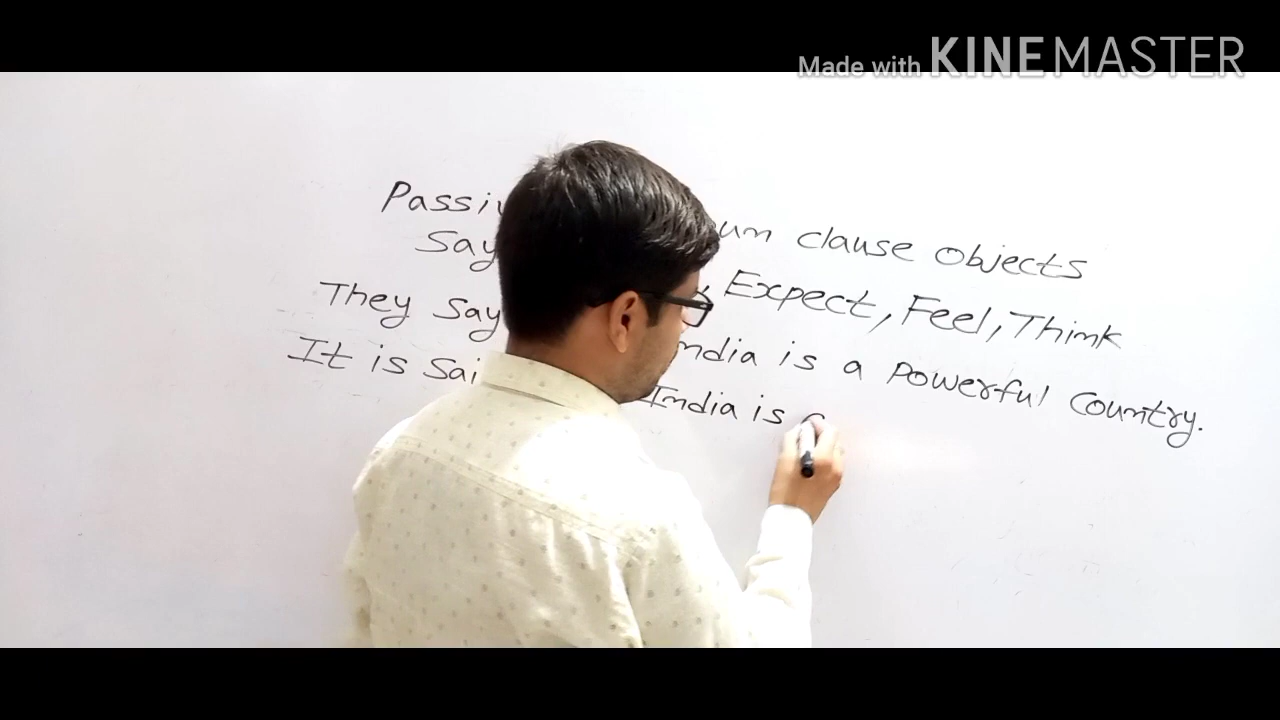 Made with KINEMASTER
Passi um clause objects
Say , Expect, Feel, Think
They say ndia is a powerful country.
It is Sai India is